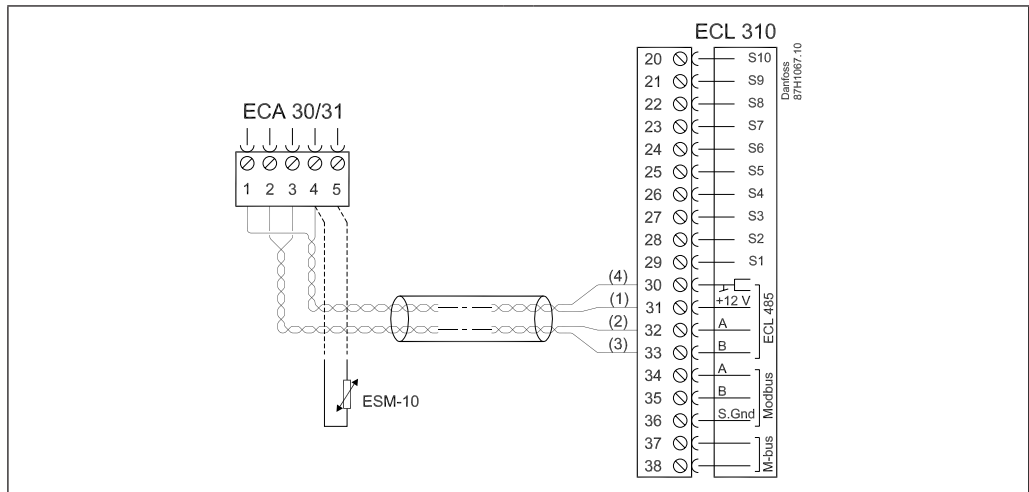 ECL 310
Danfoss
87H1067.10
20 S10
21 S9
22 S8
23 S7
24 S6
25 S5
26 S4
27 S3
28 S2
29 S1
(4) 30
(1) 31 +12 V
(2) 32 A
(3) 33 B
ECL 485
34 A
35 B
36 S.Gnd
Modbus
37
38
M-bus
ECA 30/31
1 2 3 4 5
ESM-10